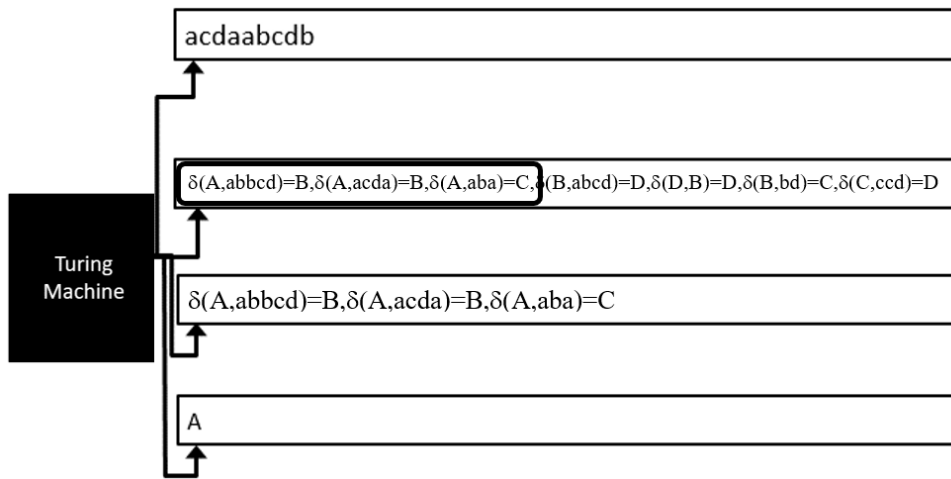 acdaabcdb
δ(A,abbcd)=B,δ(A,acda)=B,δ(A,aba)=C,δ(B,abcd)=D,δ(D,B)=D,δ(B,bd)=C,δ(C,ccd)=D
Turing
Machine
δ(A,abbcd)=B,δ(A,acda)=B,δ(A,aba)=C
A